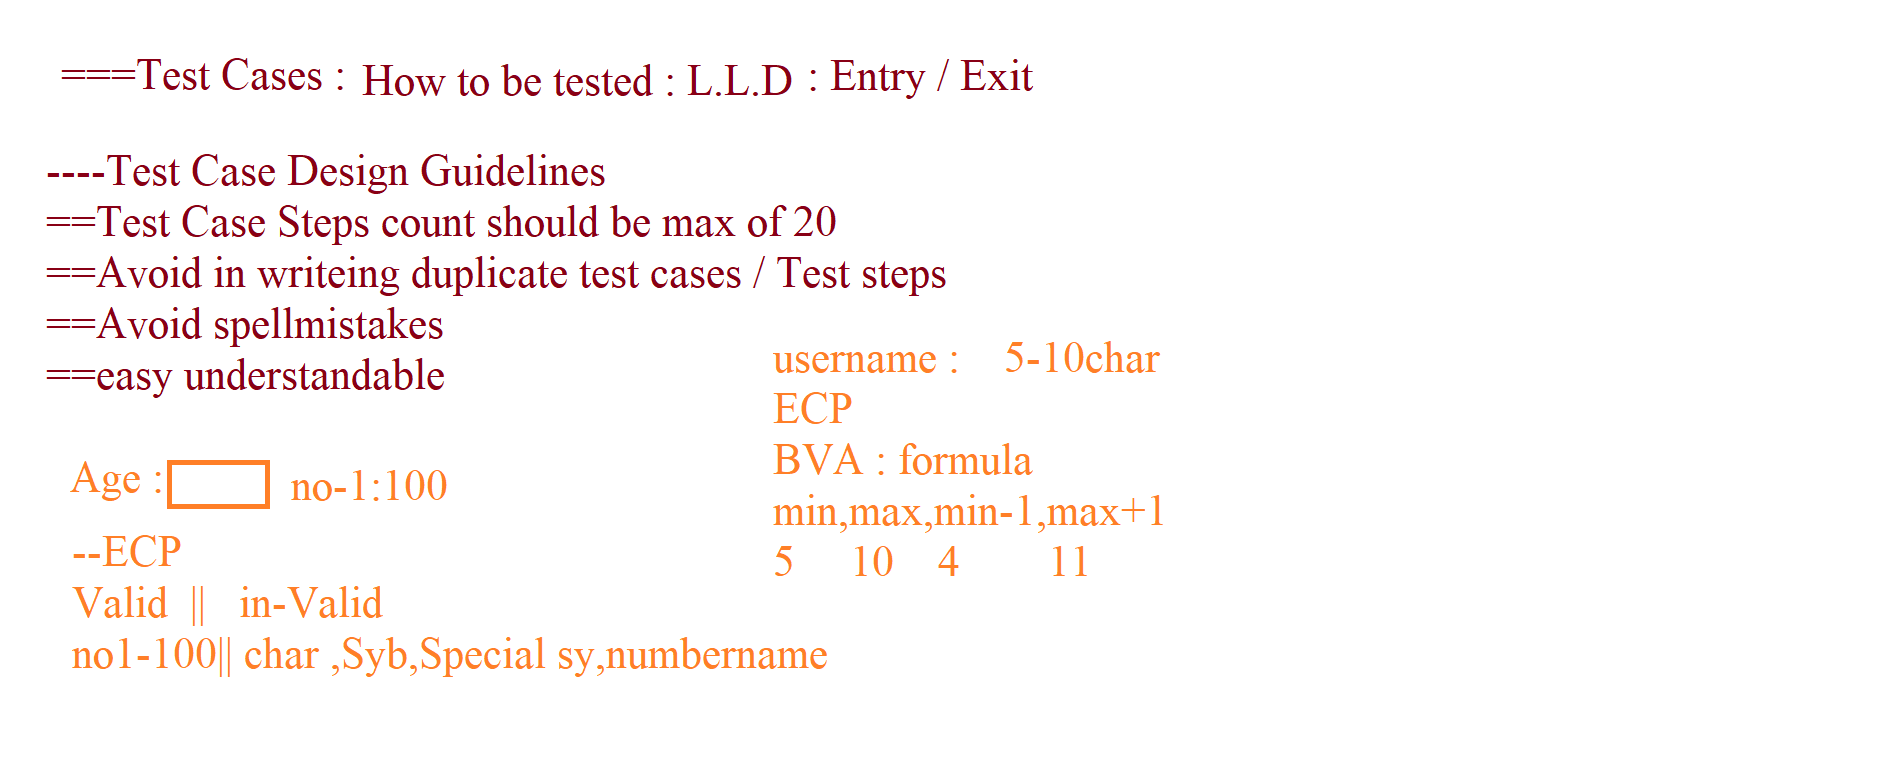 ===Test Cases : How to be tested : L.L.D : Entry / Exit
----Test Case Design Guidelines
==Test Case Steps count should be max of 20
==Avoid in writeing duplicate test cases / Test steps
==Avoid spellmistakes
==easy understandable
Age : no-1:100
--ECP
Valid || in-Valid
no1-100|| char ,Syb,Special sy,numbername
username : 5-10char
ECP
BVA : formula
min,max,min-1,max+1
5 10 4 11